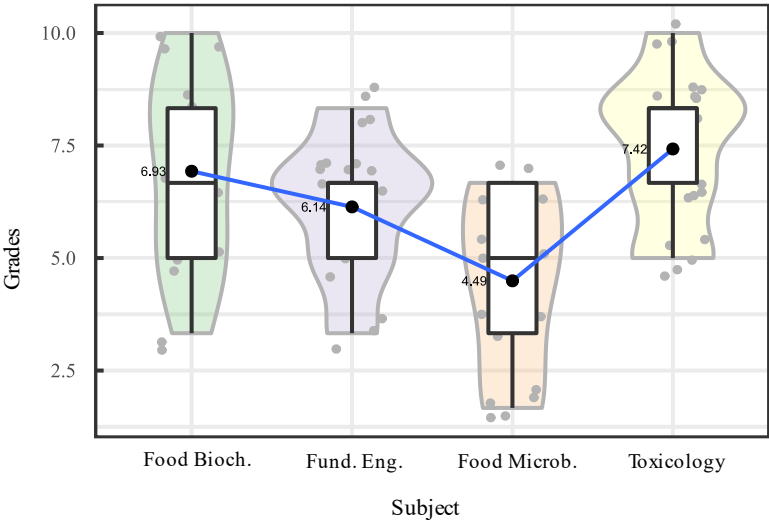 10.0
7.5
5.0
2.5
Grades
6.93
6.14
4.49
7.42
Food Bioch. Fund. Eng. Food Microb. Toxicology
Subject